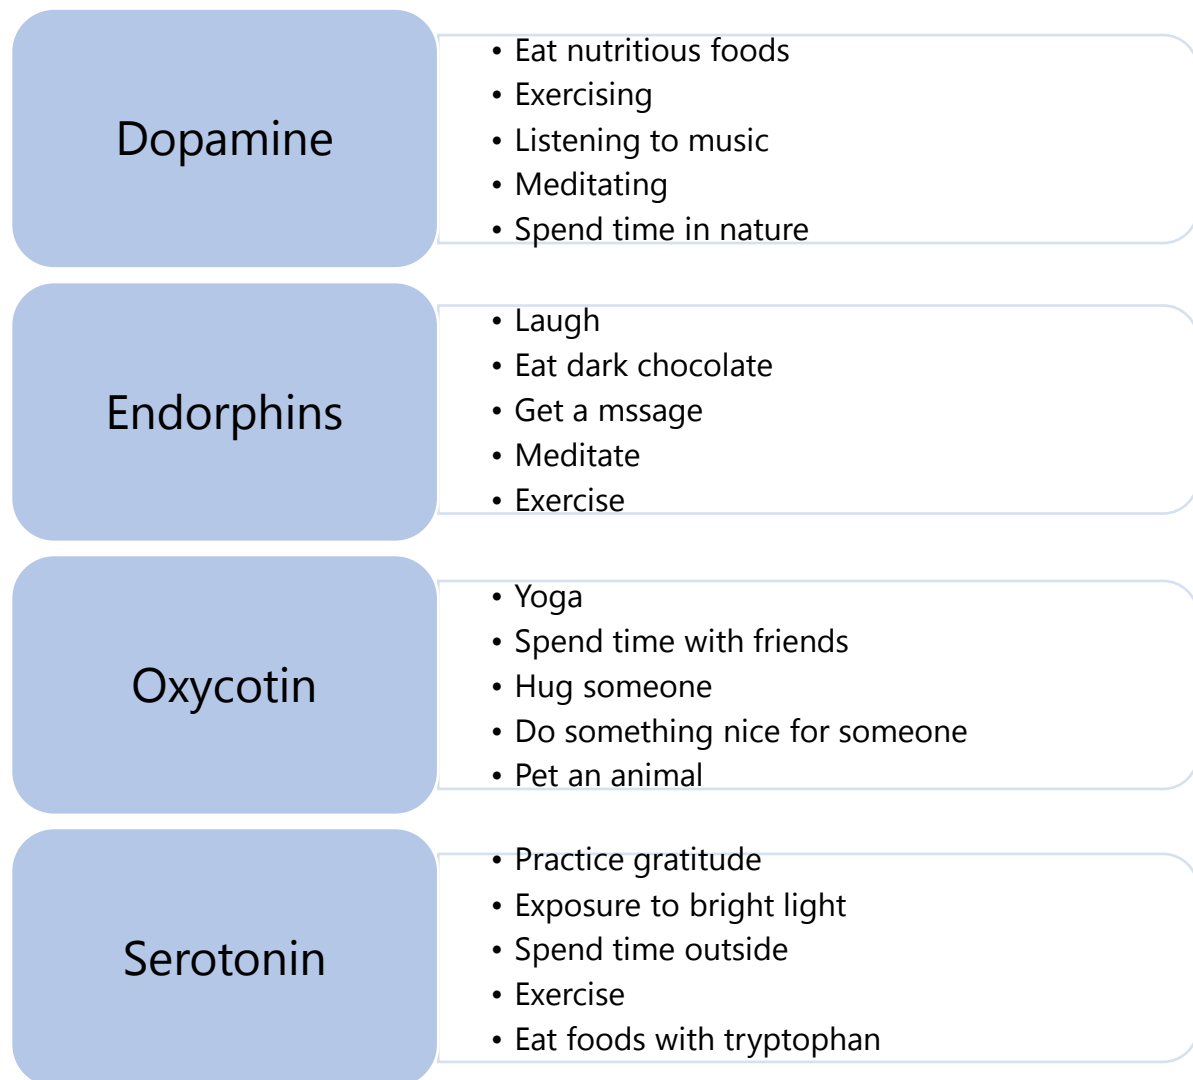 Dopamine
• Eat nutritious foods
• Exercising
• Listening to music
• Meditating
• Spend time in nature
Endorphins
• Laugh
• Eat dark chocolate
• Get a mssage
• Meditate
• Exercise
Oxycotin
• Yoga
• Spend time with friends
• Hug someone
• Do something nice for someone
• Pet an animal
Serotonin
• Practice gratitude
• Exposure to bright light
• Spend time outside
• Exercise
• Eat foods with tryptophan